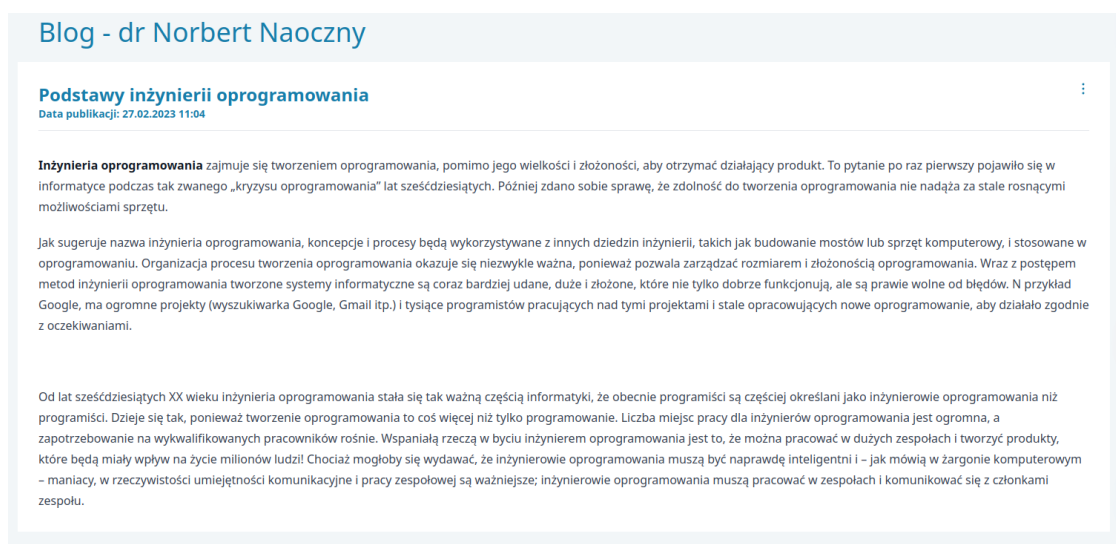 Blog - dr Norbert Naoczny
Podstawy inżynierii oprogramowania
Data publikacji: 27.02.2023 11:04
Inżynieria oprogramowania zajmuje się tworzeniem oprogramowania, pomimo jego wielkości i złożoności, aby otrzymać działający produkt. To pytanie po raz pierwszy pojawiło się w
informatyce podczas tak zwanego „kryzysu oprogramowania” lat sześćdziesiątych. Później zdano sobie sprawę, że zdolność do tworzenia oprogramowania nie nadąża za stale rosnącymi
możliwościami sprzętu.
Jak sugeruje nazwa inżynieria oprogramowania, koncepcje i procesy będą wykorzystywane z innych dziedzin inżynierii, takich jak budowanie mostów lub sprzęt komputerowy, i stosowane w
oprogramowaniu. Organizacja procesu tworzenia oprogramowania okazuje się niezwykle ważna, ponieważ pozwala zarządzać rozmiarem i złożonością oprogramowania. Wraz z postępem
metod inżynierii oprogramowania tworzone systemy informatyczne są coraz bardziej udane, duże i złożone, które nie tylko dobrze funkcjonują, ale są prawie wolne od błędów. N przykład
Google, ma ogromne projekty (wyszukiwarka Google, Gmail itp.) i tysiące programistów pracujących nad tymi projektami i stale opracowujących nowe oprogramowanie, aby działało zgodnie
z oczekiwaniami.
Od lat sześćdziesiątych XX wieku inżynieria oprogramowania stała się tak ważną częścią informatyki, że obecnie programiści są częściej określani jako inżynierowie oprogramowania niż
programiści. Dzieje się tak, ponieważ tworzenie oprogramowania to coś więcej niż tylko programowanie. Liczba miejsc pracy dla inżynierów oprogramowania jest ogromna, a
zapotrzebowanie na wykwalifikowanych pracowników rośnie. Wspaniałą rzeczą w byciu inżynierem oprogramowania jest to, że można pracować w dużych zespołach i tworzyć produkty,
które będą miały wpływ na życie milionów ludzi! Chociaż mogłoby się wydawać, że inżynierowie oprogramowania muszą być naprawdę inteligentni i – jak mówią w żargonie komputerowym
– maniacy, w rzeczywistości umiejętności komunikacyjne i pracy zespołowej są ważniejsze; inżynierowie oprogramowania muszą pracować w zespołach i komunikować się z członkami
zespołu.